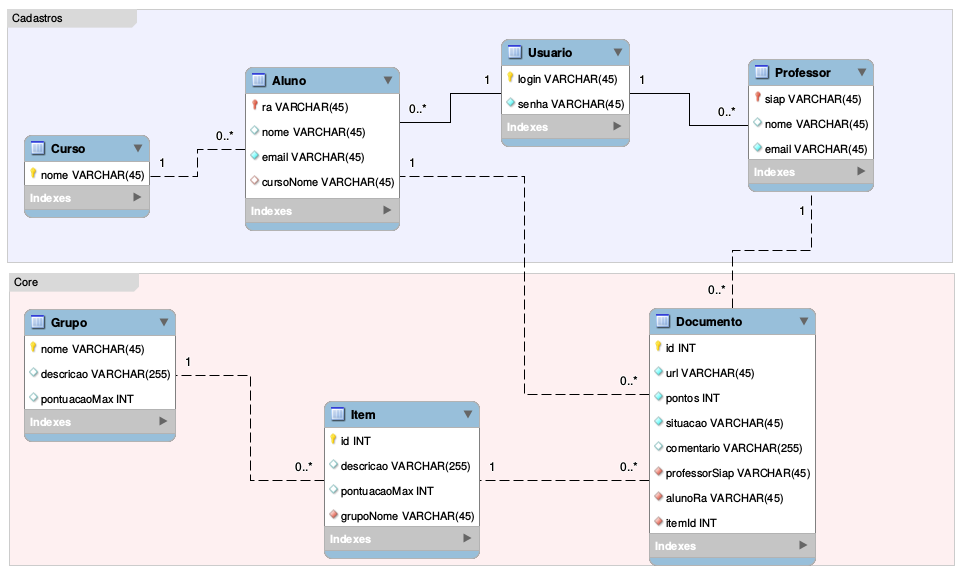 Cadastros
Curso
nome VARCHAR(45)
Indexes
1
0..*
Aluno
ra VARCHAR(45)
nome VARCHAR(45)
email VARCHAR(45)
cursoNome VARCHAR(45)
Indexes
0..*
1
1
Usuario
login VARCHAR(45)
senha VARCHAR(45)
Indexes
1
0..*
Professor
siap VARCHAR(45)
nome VARCHAR(45)
email VARCHAR(45)
Indexes
1
0..*
Core
Grupo
nome VARCHAR(45)
descricao VARCHAR(255)
pontuacaoMax INT
Indexes
1
0..*
Item
id INT
descricao VARCHAR(255)
pontuacaoMax INT
grupoNome VARCHAR(45)
Indexes
1
0..*
0..*
Documento
id INT
url VARCHAR(45)
pontos INT
situacao VARCHAR(45)
comentario VARCHAR(255)
professorSiap VARCHAR(45)
alunoRa VARCHAR(45)
itemId INT
Indexes